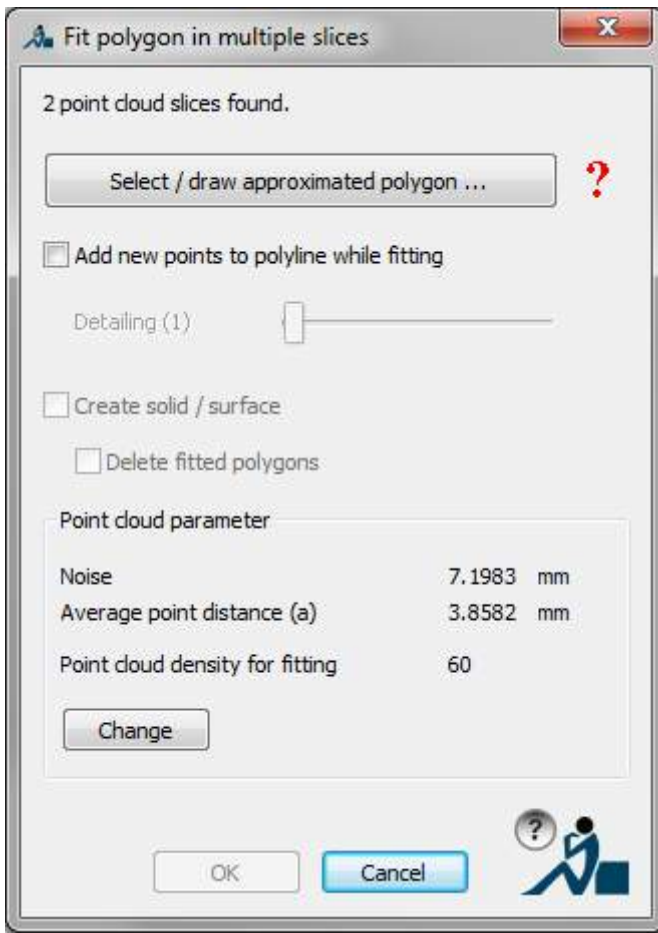 Fit polygon in multiple slices
2 point cloud slices found.
Select / draw approximated polygon ...
?
Add new points to polyline while fitting
Detailing (1)
Create solid / surface
Delete fitted polygons
Point cloud parameter
Noise 7.1983 mm
Average point distance (a) 3.8582 mm
Point cloud density for fitting 60
Change
?
OK Cancel